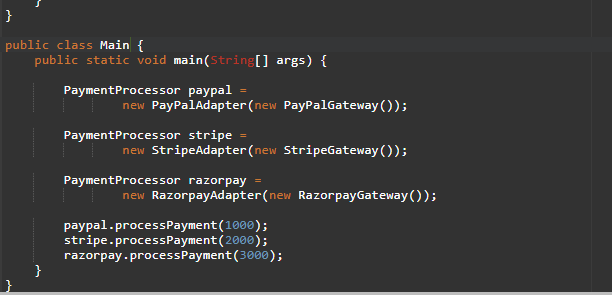 }
}
public class Main {
public static void main(String[] args) {
PaymentProcessor paypal =
new PayPalAdapter(new PayPalGateway());
PaymentProcessor stripe =
new StripeAdapter(new StripeGateway());
PaymentProcessor razorpay =
new RazorpayAdapter(new RazorpayGateway());
paypal.processPayment(1000);
stripe.processPayment(2000);
razorpay.processPayment(3000);
}
}